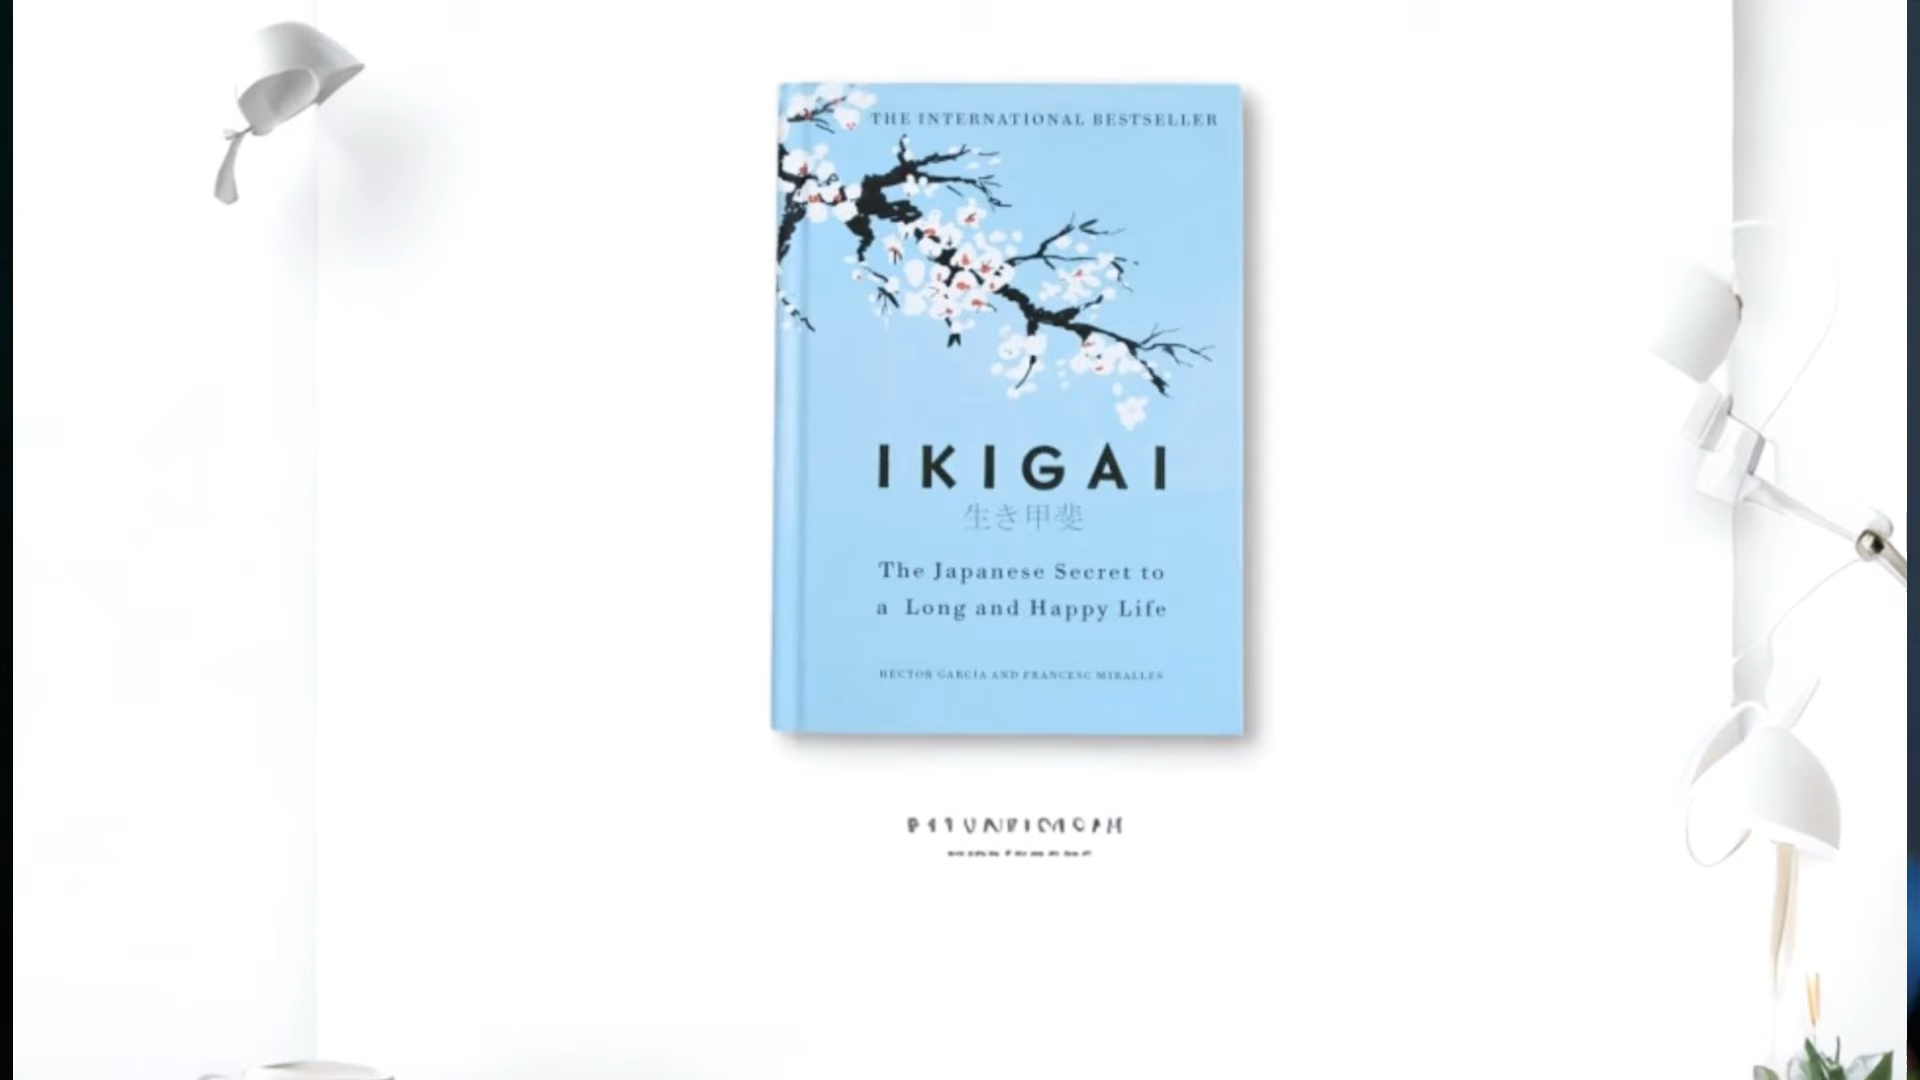 THE INTERNATIONAL BESTSELLER
IKIGAI
生き甲斐
The Japanese Secret to
a Long and Happy Life
HÉCTOR GARCÍA AND FRANCESC MIRALLES